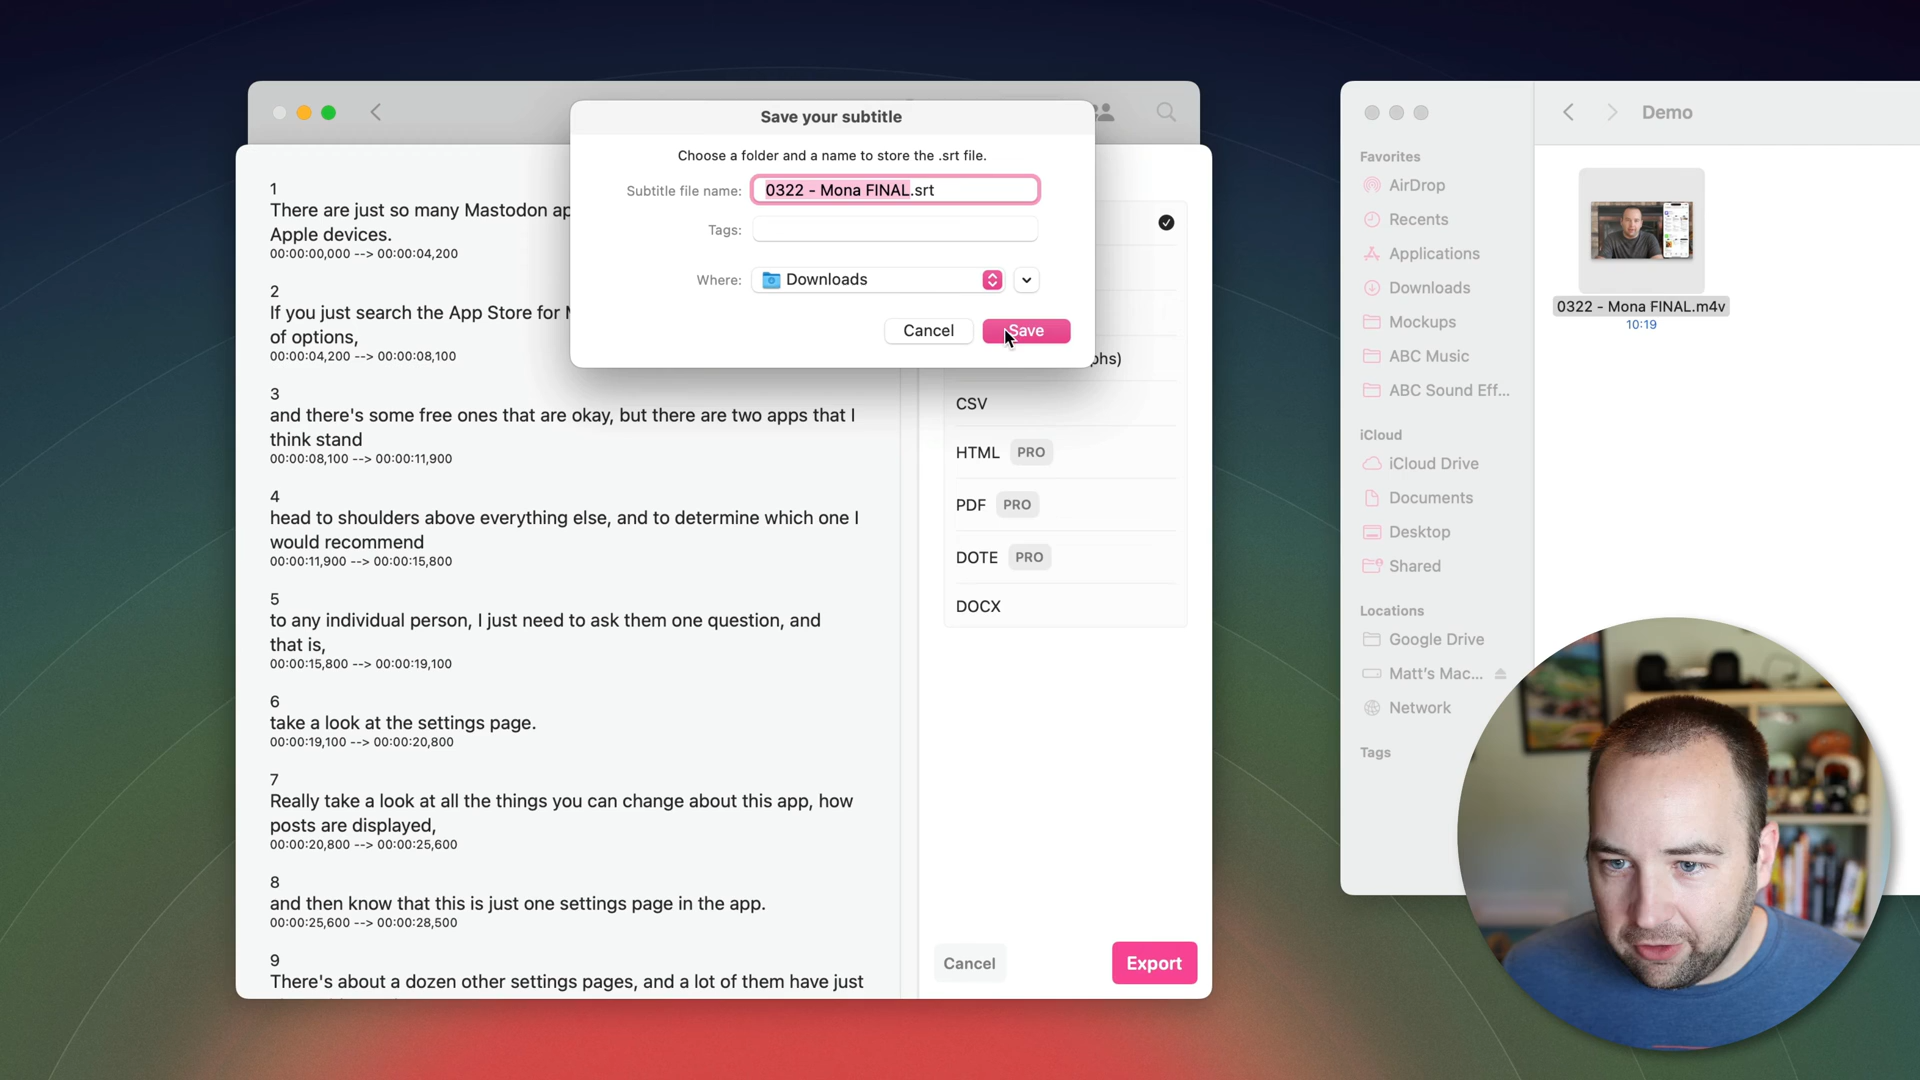 Save your subtitle
Choose a folder and a name to store the .srt file.
Subtitle file name: 0322 - Mona FINAL.srt
Tags:
Where: Downloads
Cancel Save
1
There are just so many Mastodon ap
Apple devices.
00:00:00,000 --> 00:00:04,200
2
If you just search the App Store for
of options,
00:00:04,200 --> 00:00:08,100
3
and there's some free ones that are okay, but there are two apps that I
think stand
00:00:08,100 --> 00:00:11,900
4
head to shoulders above everything else, and to determine which one I
would recommend
00:00:11,900 --> 00:00:15,800
5
to any individual person, I just need to ask them one question, and
that is,
00:00:15,800 --> 00:00:19,100
6
take a look at the settings page.
00:00:19,100 --> 00:00:20,800
7
Really take a look at all the things you can change about this app, how
posts are displayed,
00:00:20,800 --> 00:00:25,600
8
and then know that this is just one settings page in the app.
00:00:25,600 --> 00:00:28,500
9
There's about a dozen other settings pages, and a lot of them have just
phs)
CSV
HTML PRO
PDF PRO
DOTE PRO
DOCX
Cancel Export
Demo
Favorites
AirDrop
Recents
Applications
Downloads
Mockups
ABC Music
ABC Sound Eff...
iCloud
iCloud Drive
Documents
Desktop
Shared
Locations
Google Drive
Matt's Mac...
Network
Tags
0322 - Mona FINAL.m4v
10:19